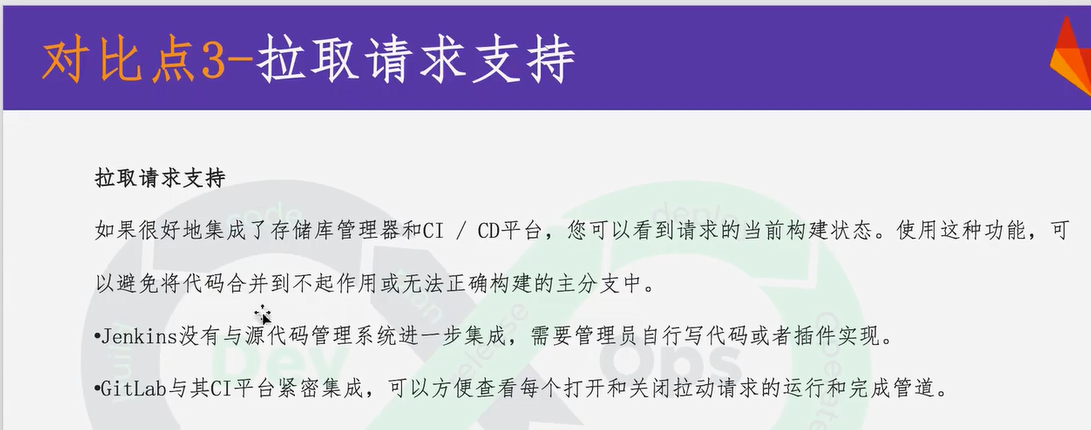 对比点3-拉取请求支持
拉取请求支持
如果很好地集成了存储库管理器和CI / CD平台，您可以看到请求的当前构建状态。使用这种功能，可
以避免将代码合并到不起作用或无法正确构建的主分支中。
•Jenkins没有与源代码管理系统进一步集成，需要管理员自行写代码或者插件实现。
•GitLab与其CI平台紧密集成，可以方便查看每个打开和关闭拉动请求的运行和完成管道。
code
deploy
plan
build
release
operate
Dev
Ops